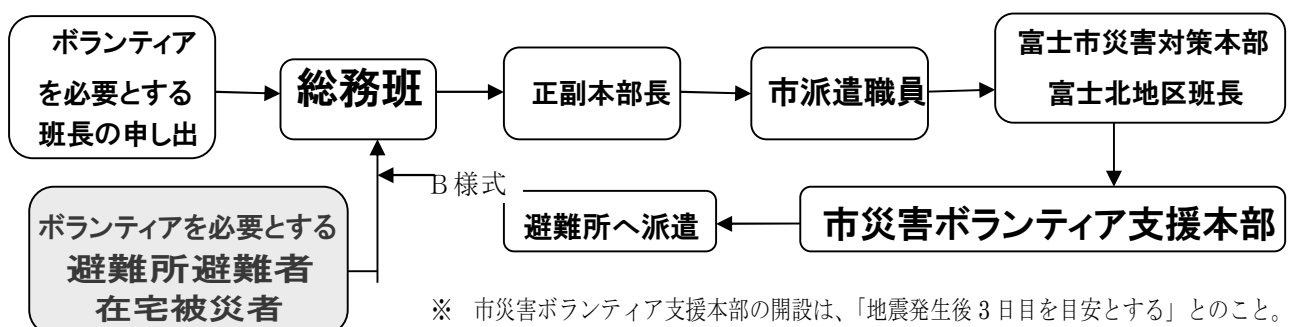 ボランティア
を必要とする
班長の申し出
総務班
正副本部長
市派遣職員
富士市災害対策本部
富士北地区班長
ボランティアを必要とする
避難所避難者
在宅被災者
B様式
避難所へ派遣
市災害ボランティア支援本部
※ 市災害ボランティア支援本部の開設は、「地震発生後3日目を目安とする」とのこと。